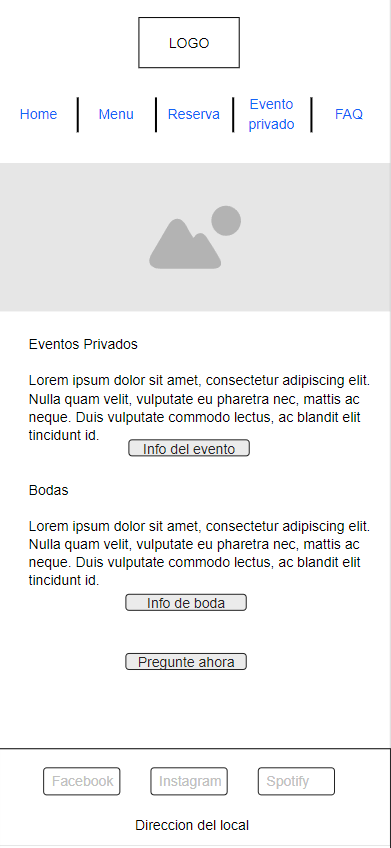 LOGO
Home
Menu
Reserva
Evento
privado
FAQ
Eventos Privados
Lorem ipsum dolor sit amet, consectetur adipiscing elit.
Nulla quam velit, vulputate eu pharetra nec, mattis ac
neque. Duis vulputate commodo lectus, ac blandit elit
tincidunt id.
Info del evento
Bodas
Lorem ipsum dolor sit amet, consectetur adipiscing elit.
Nulla quam velit, vulputate eu pharetra nec, mattis ac
neque. Duis vulputate commodo lectus, ac blandit elit
tincidunt id.
Info de boda
Pregunte ahora
Facebook
Instagram
Spotify
Direccion del local